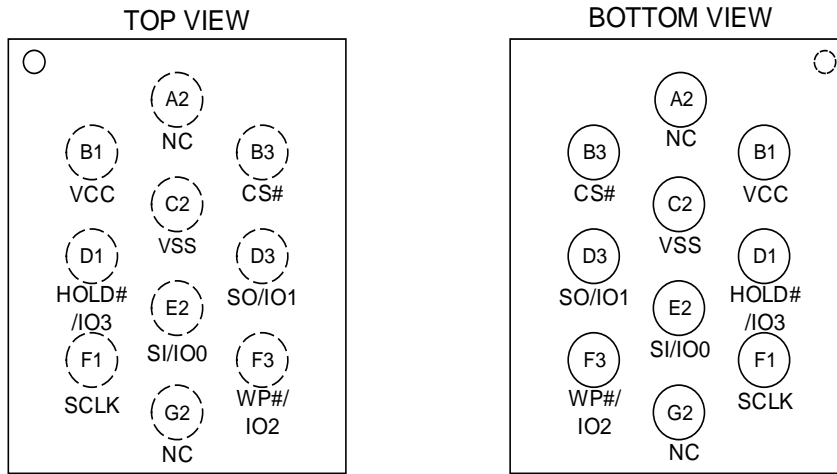 TOP VIEW
A2
NC
B1
VCC
B3
CS#
C2
VSS
D1
HOLD#
/IO3
D3
SO/IO1
E2
SI/IO0
F1
SCLK
F3
WP#/
IO2
G2
NC
BOTTOM VIEW
A2
NC
B3
CS#
B1
VCC
C2
VSS
D3
SO/IO1
D1
HOLD#
/IO3
E2
SI/IO0
F3
WP#/
IO2
F1
SCLK
G2
NC